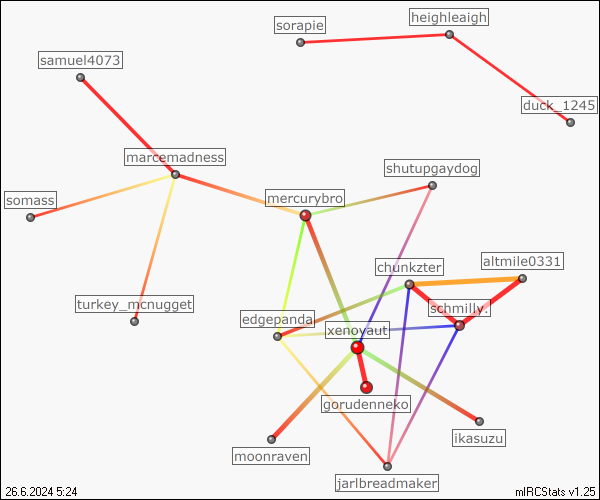 heighleaigh
sorapie
samuel4073
duck_1245
marcemadness
shutupgaydog
somass
mercurybro
altmile0331
chunkzter
turkey_mcnugget
schmilly.
edgepanda
xenoyaut
gorudenneko
ikasuzu
moonraven
jarlbreadmaker
26.6.2024 5:24
mIRCStats v1.25